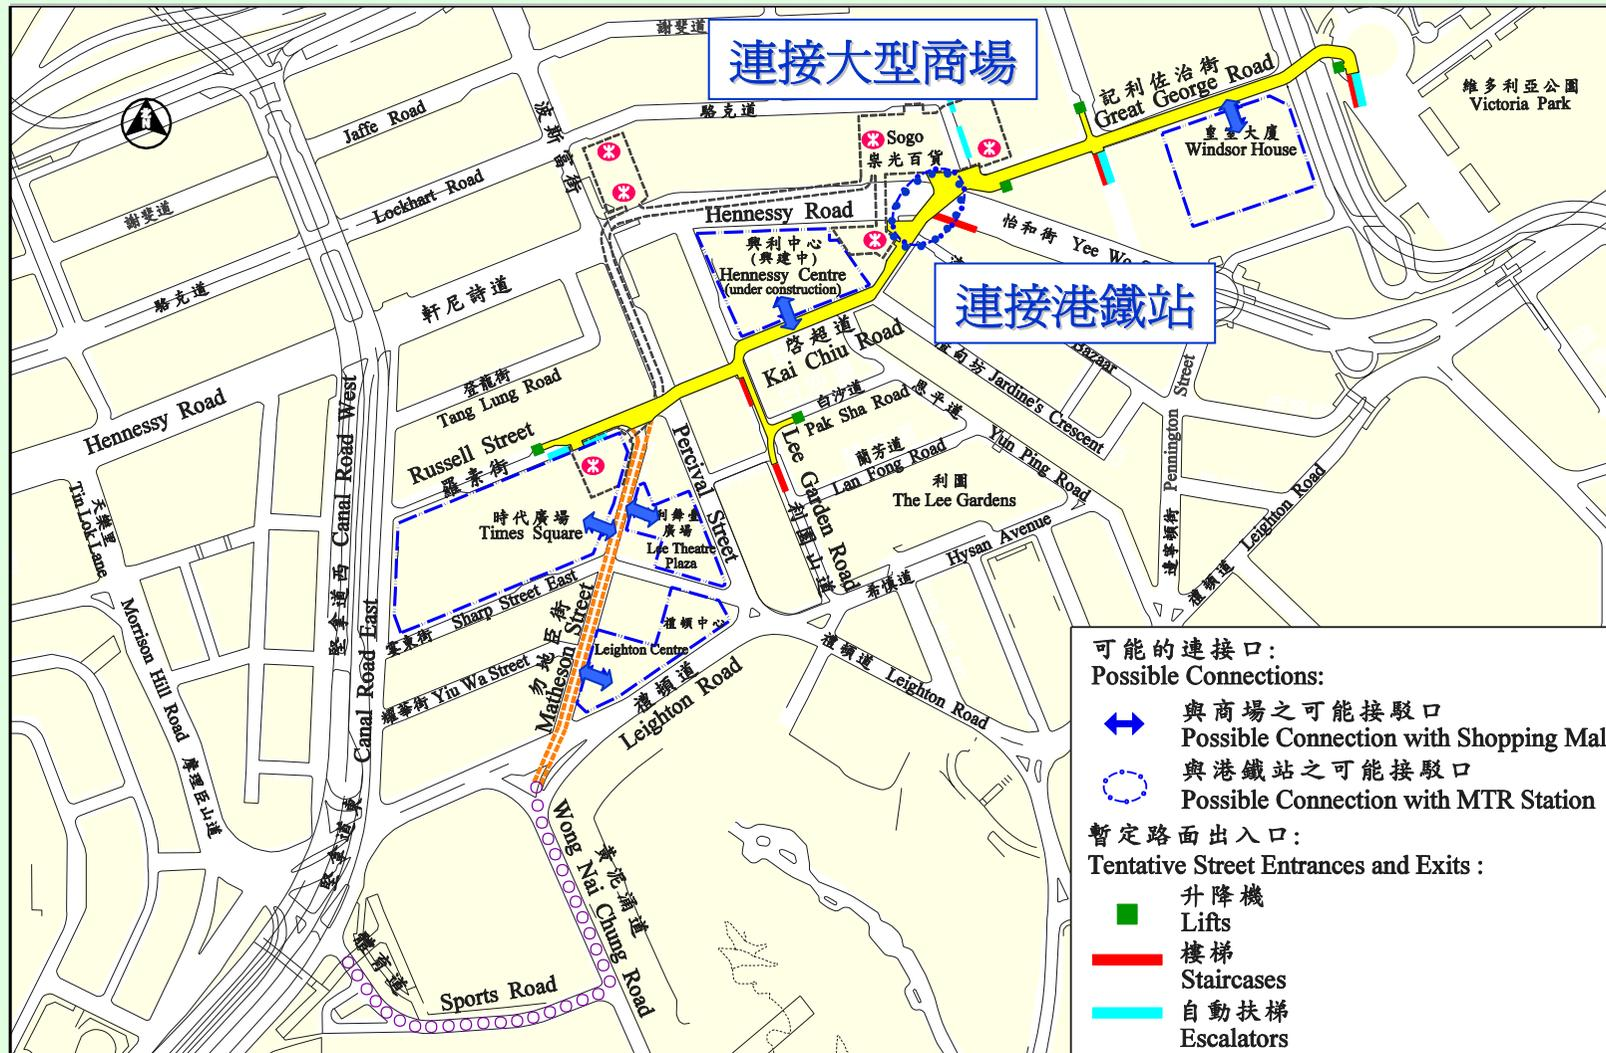 謝斐道
連接大型商場
記利佐治街
Great George Road
維多利亞公園
Victoria Park
駱克道
波斯富街
Jaffe Road
Sogo
崇光百貨
皇室大廈
Windsor House
Lockhart Road
謝斐道
Hennessy Road
怡和街 Yee Wo
興利中心
(興建中)
Hennessy Centre
(under construction)
連接港鐵站
駱克道
軒尼詩道
啓超道
Kai Chiu Road
Bazaar
Jardine's Crescent
Pennington Street
邊寧頓街
登龍街
Tang Lung Road
白沙道
Pak Sha Road
恩平道
Yun Ping Road
Hennessy Road
Canal Road West
堅拿道西
Russell Street
羅素街
Percival Street
Lee Garden Road
利園山道
蘭芳道
Lan Fong Road
利園
The Lee Gardens
天樂里
Tin Lok Lane
時代廣場
Times Square
利舞臺
廣場
Lee Theatre
Plaza
Hysan Avenue
希慎道
禮頓道 Leighton Road
Sharp Street East
霎東街
Morrison Hill Road 摩理臣山道
Canal Road East
堅拿道東
勿地臣街
Matheson Street
禮頓中心
Leighton Centre
耀華街 Yiu Wa Street
禮頓道
Leighton Road
禮頓道 Leighton Road
黃泥涌道
Wong Nai Chung Road
體育道
Sports Road
可能的連接口:
Possible Connections:
與商場之可能接駁口
Possible Connection with Shopping Mal
與港鐵站之可能接駁口
Possible Connection with MTR Station
暫定路面出入口:
Tentative Street Entrances and Exits :
升降機
Lifts
樓梯
Staircases
自動扶梯
Escalators